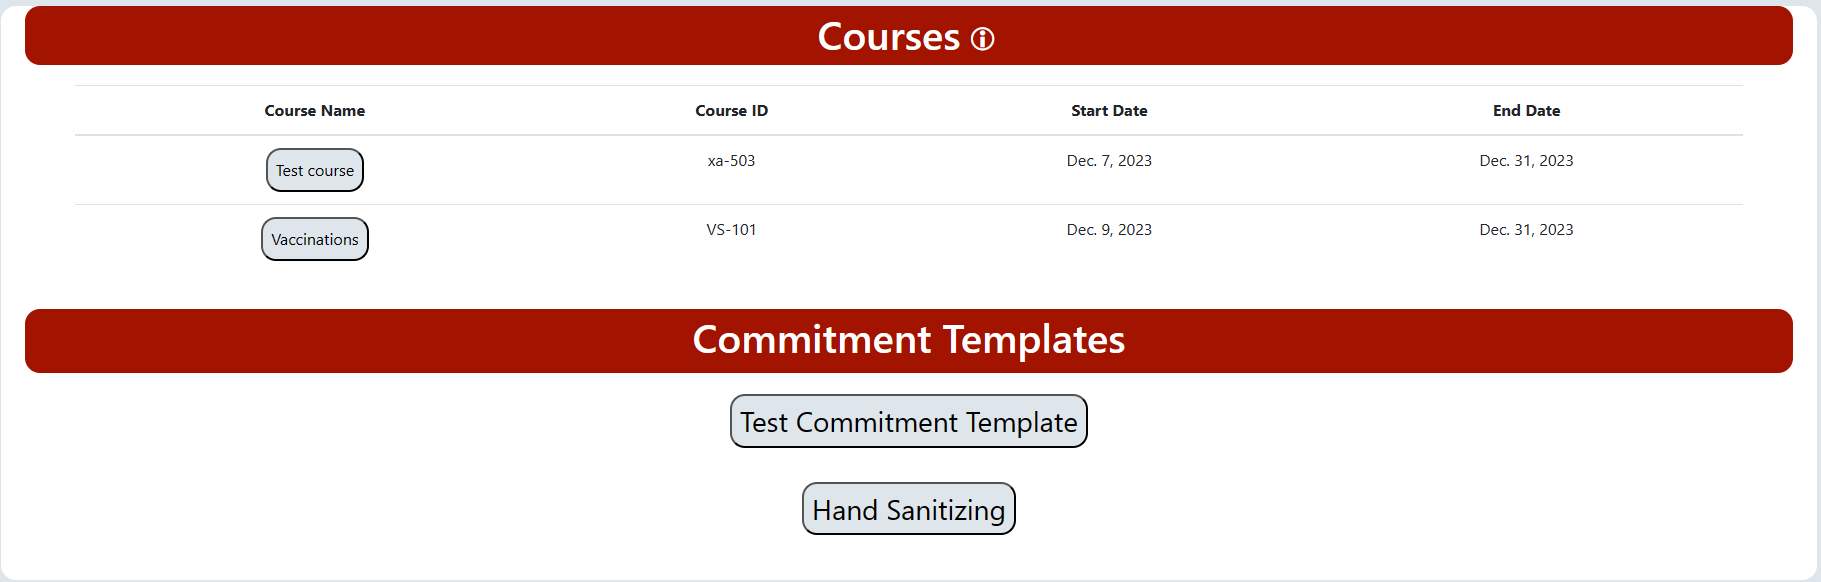 Courses ⓘ
Course Name Course ID Start Date End Date
Test course xa-503 Dec. 7, 2023 Dec. 31, 2023
Vaccinations VS-101 Dec. 9, 2023 Dec. 31, 2023
Commitment Templates
Test Commitment Template
Hand Sanitizing